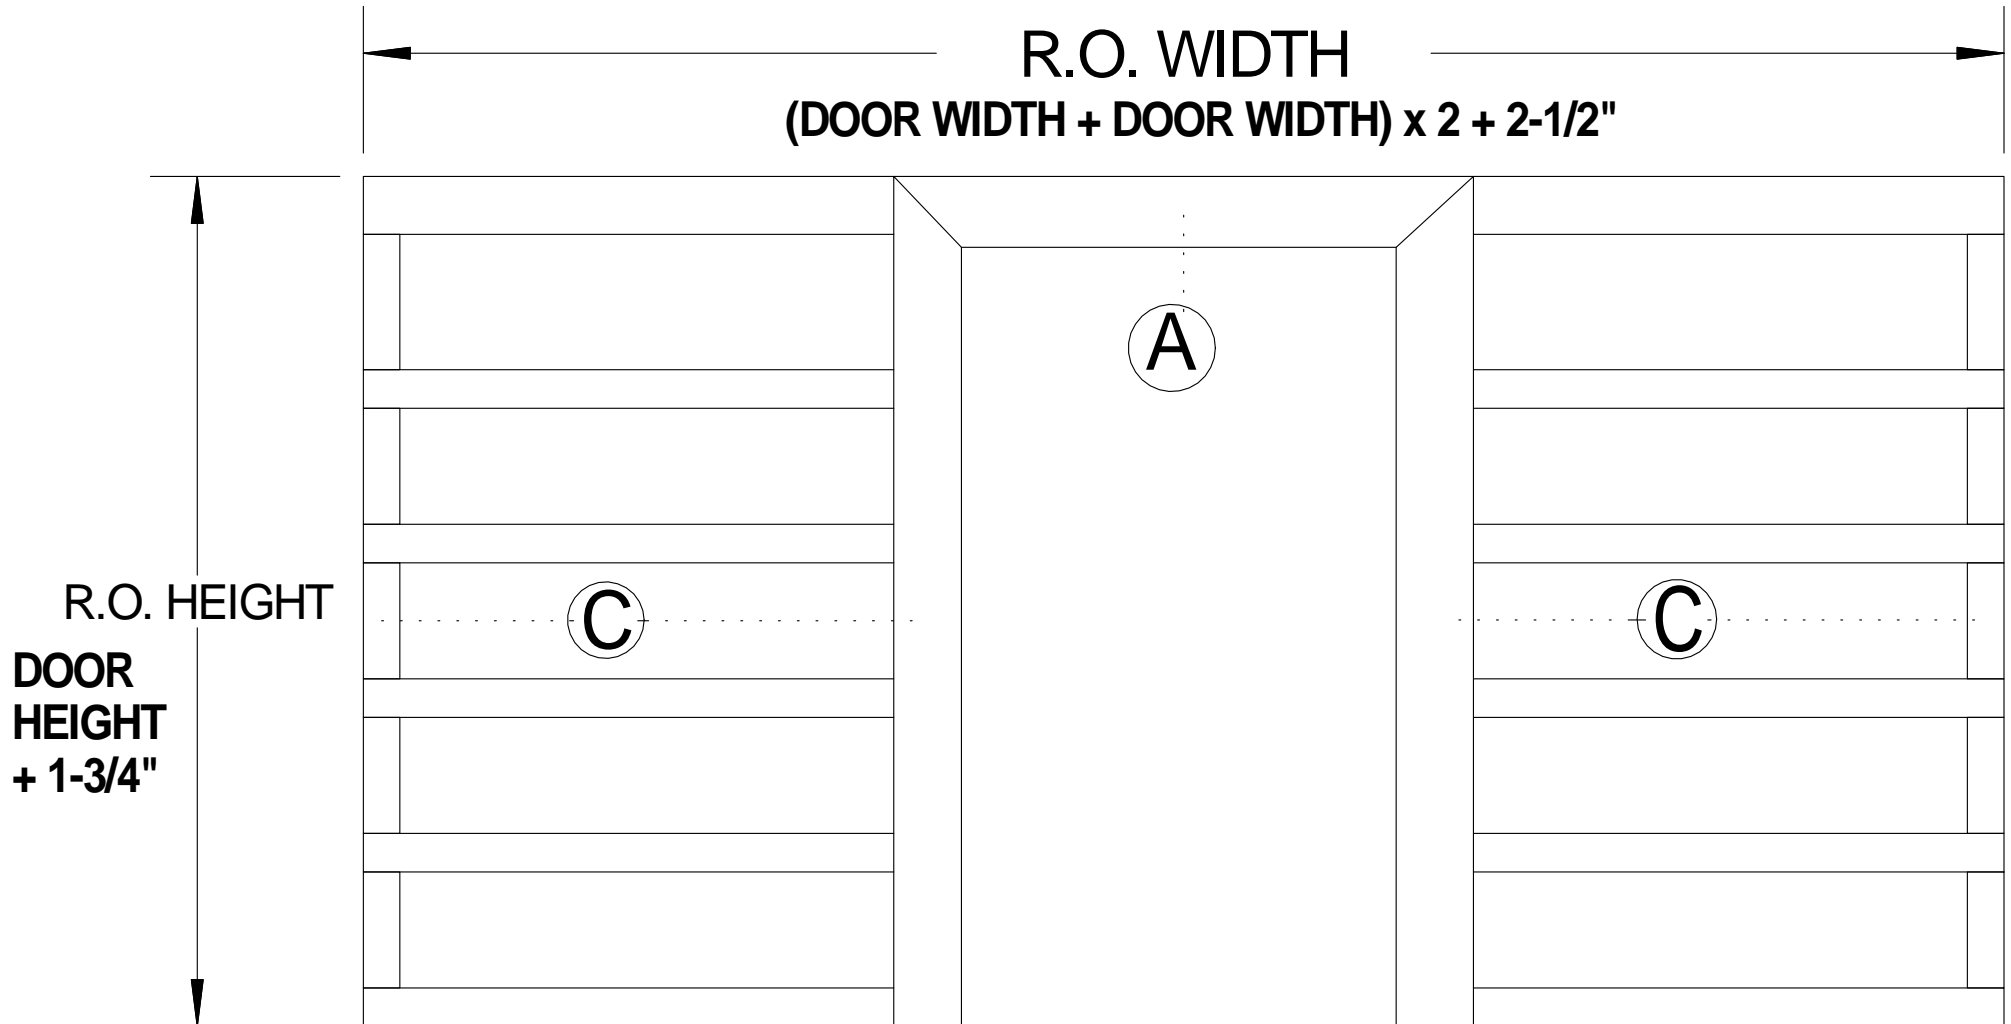 R.O. WIDTH
(DOOR WIDTH + DOOR WIDTH) x 2 + 2-1/2"
A
R.O. HEIGHT
C
C
DOOR
HEIGHT
+ 1-3/4"